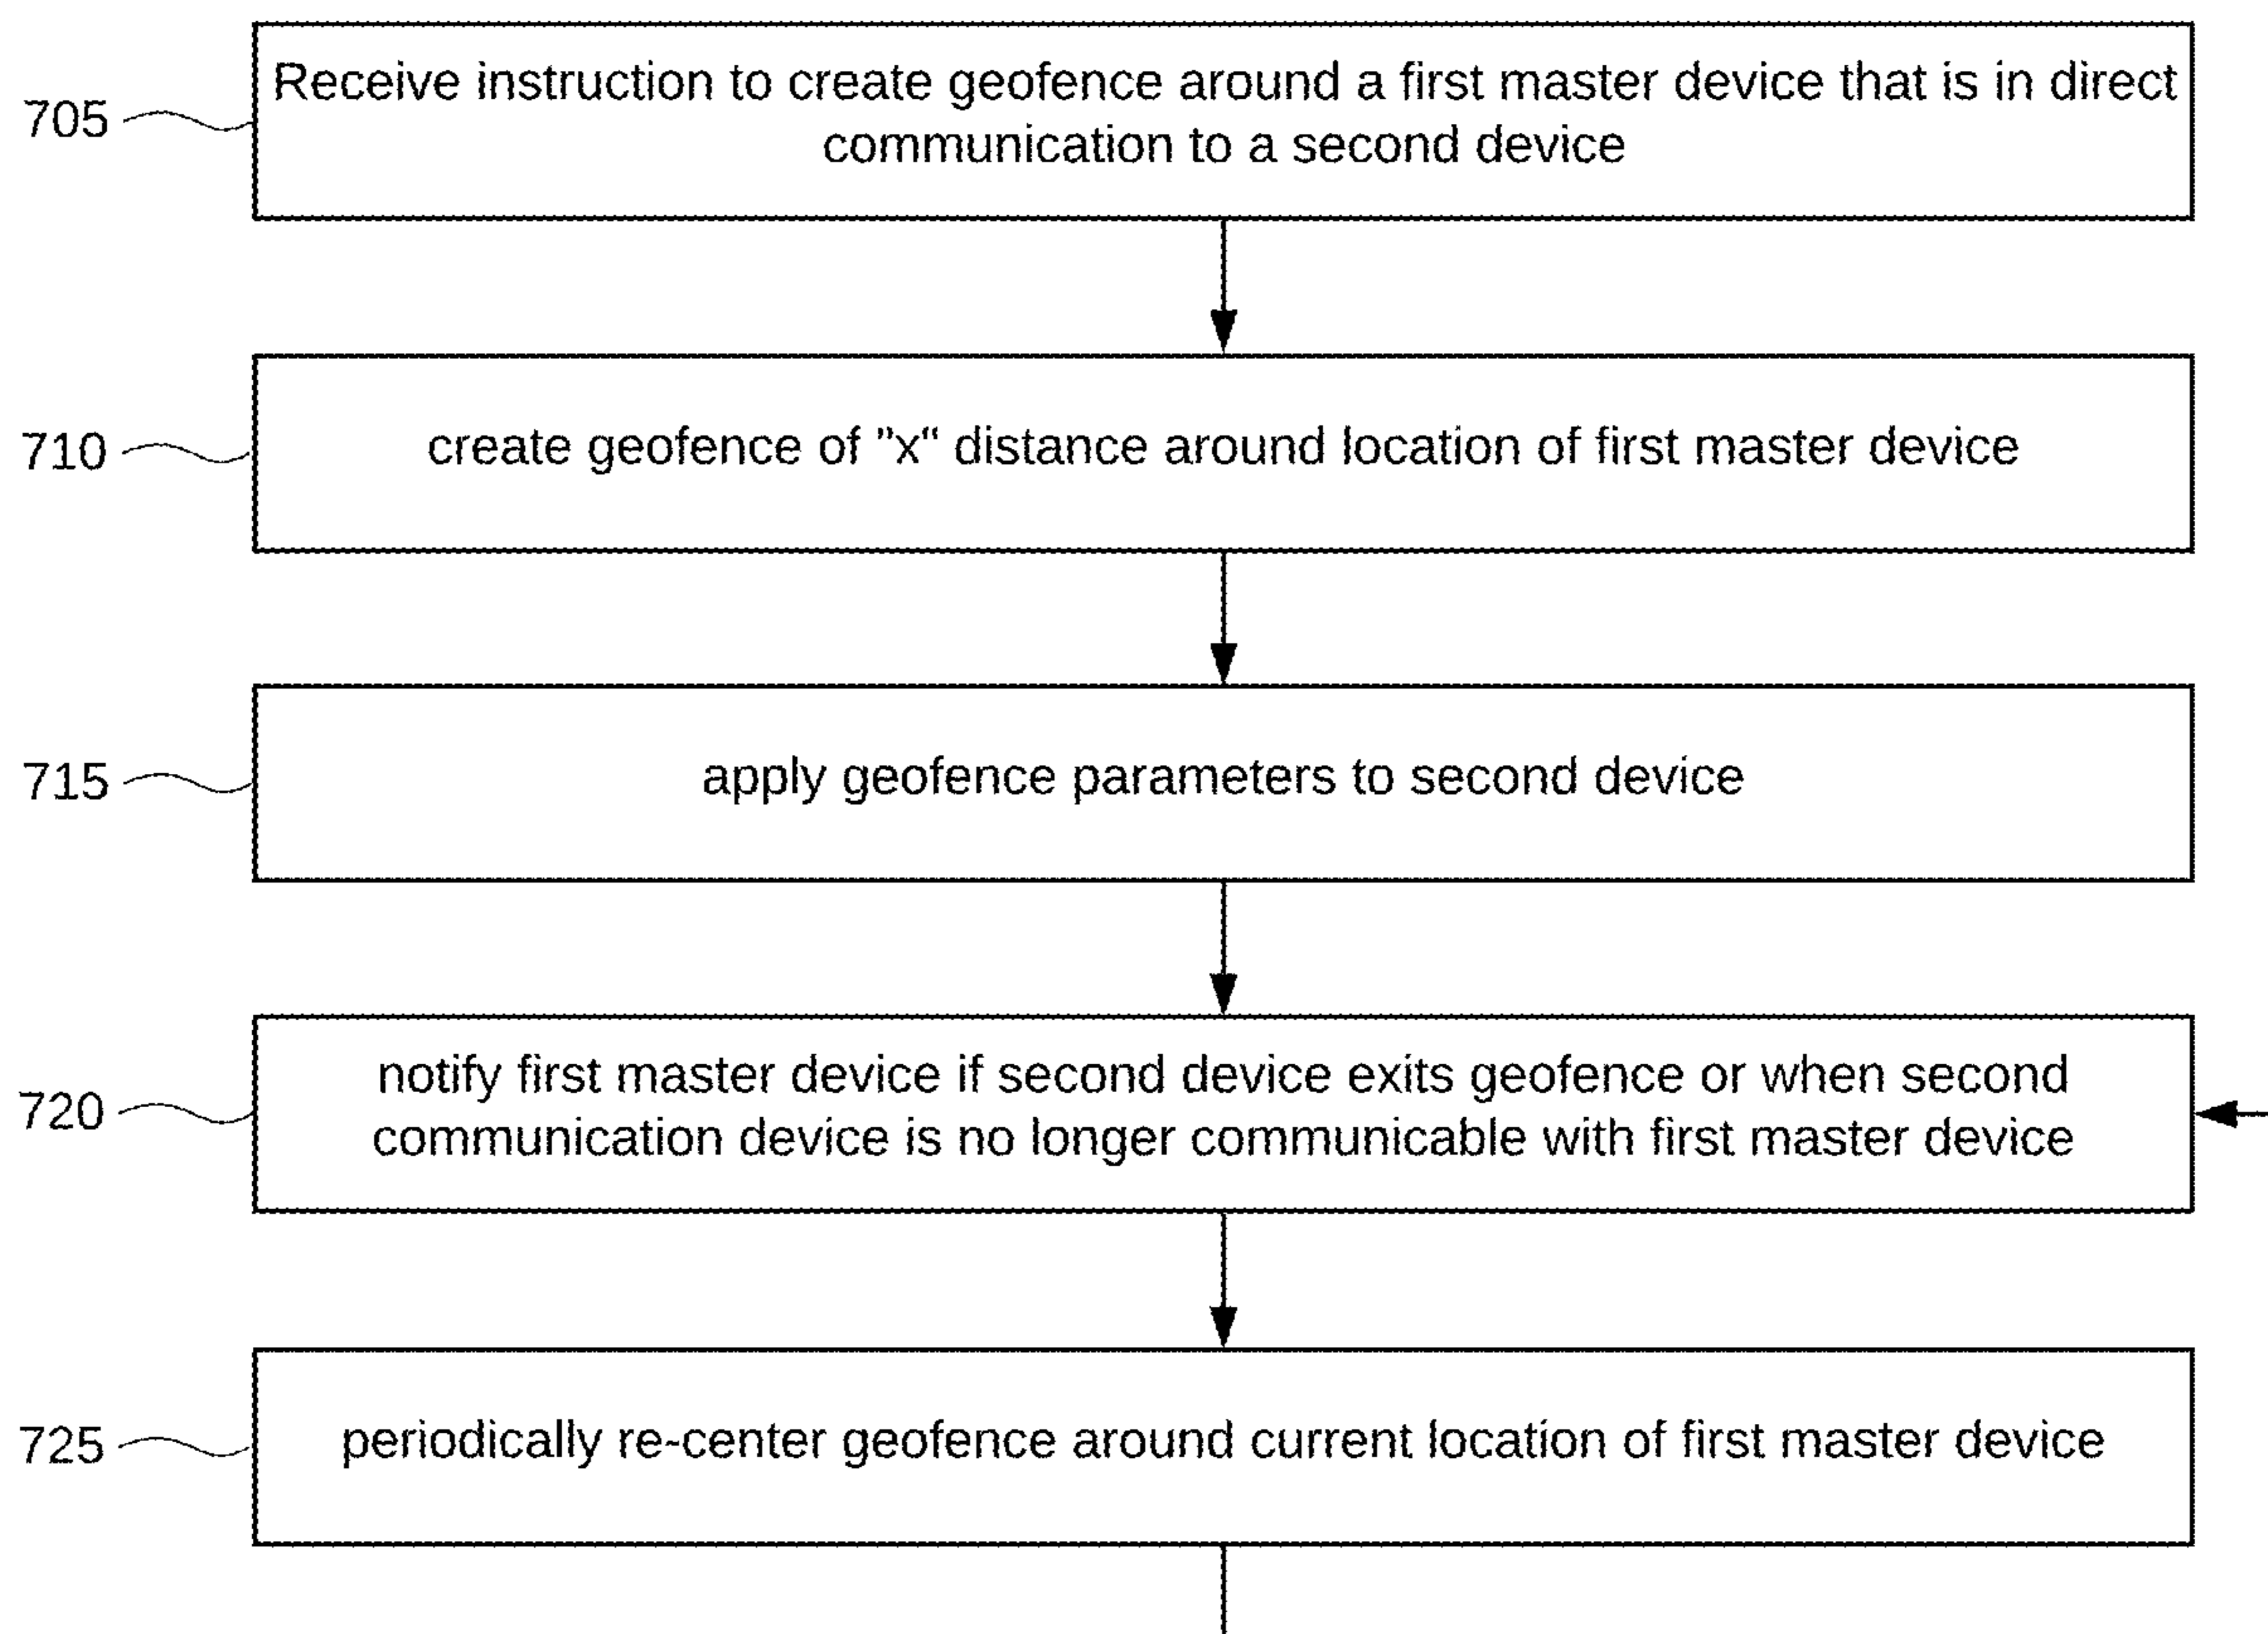 705
Receive instruction to create geofence around a first master device that is in direct
communication to a second device
710
create geofence of ”x“ distance around location of first master device
715
apply geofence parameters to second device
720
notify first master device if second device exits geofence or when second
communication device is no longer communicable with first master device
725
periodically re-center geofence around current location of first master device